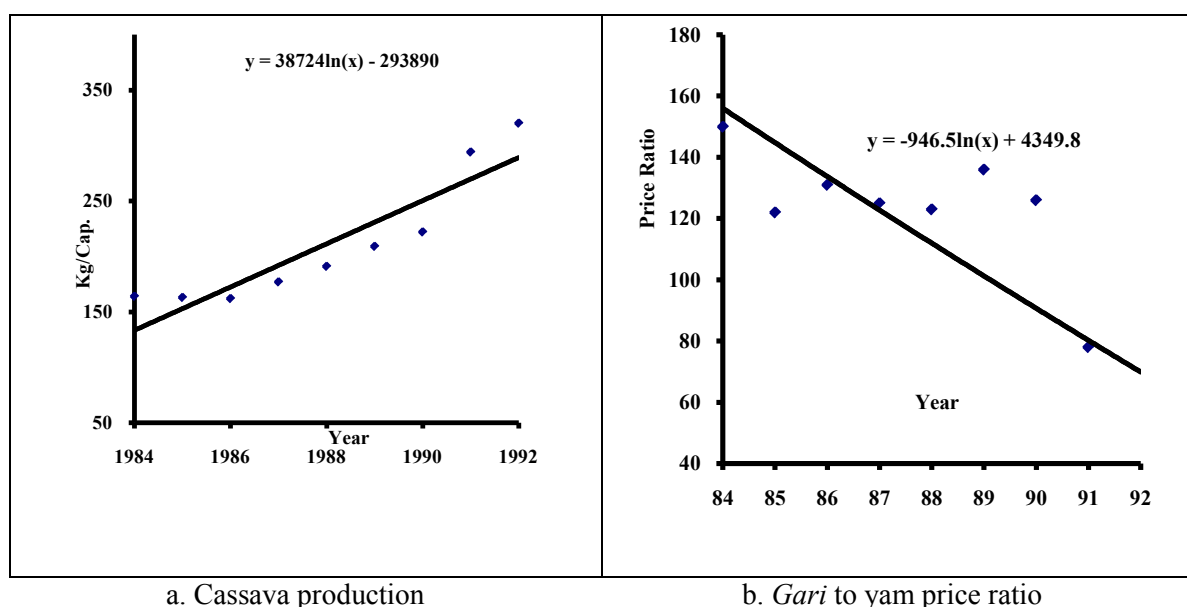 y = 38724ln(x) - 293890
350
250
150
50
Kg/Cap.
Year
1984 1986 1988 1990 1992
180
160
140
120
100
80
60
40
Price Ratio
y = -946.5ln(x) + 4349.8
Year
84 85 86 87 88 89 90 91 92
a. Cassava production
b. Gari to yam price ratio